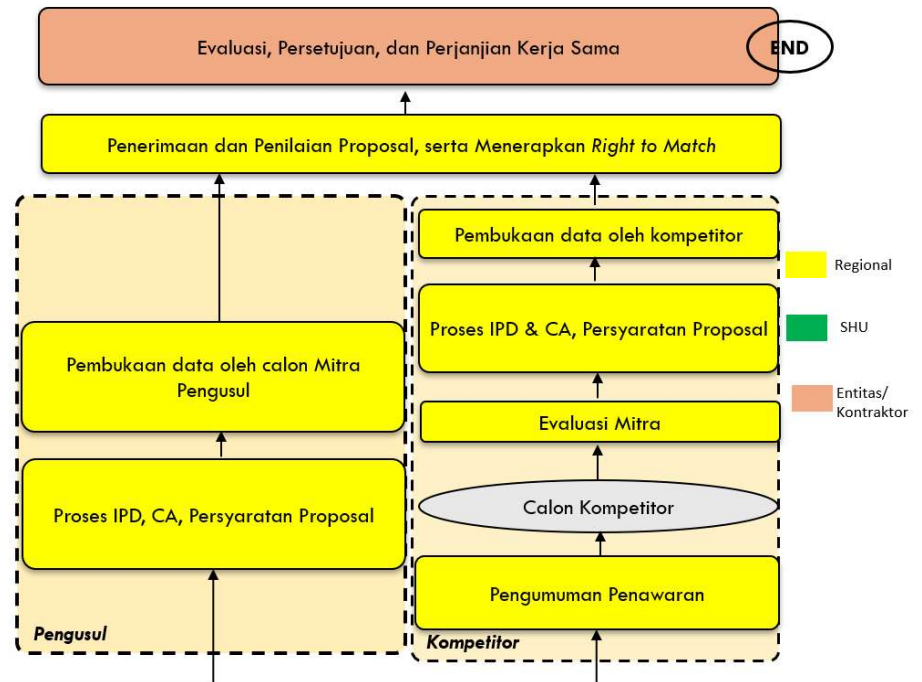 Evaluasi, Persetujuan, dan Perjanjian Kerja Sama
END
Penerimaan dan Penilaian Proposal, serta Menerapkan Right to Match
Pembukaan data oleh kompetitor
Proses IPD & CA, Persyaratan Proposal
Evaluasi Mitra
Calon Kompetitor
Pengumuman Penawaran
Kompetitor
Pembukaan data oleh calon Mitra
Pengusul
Proses IPD, CA, Persyaratan Proposal
Pengusul
Regional
SHU
Entitas/
Kontraktor